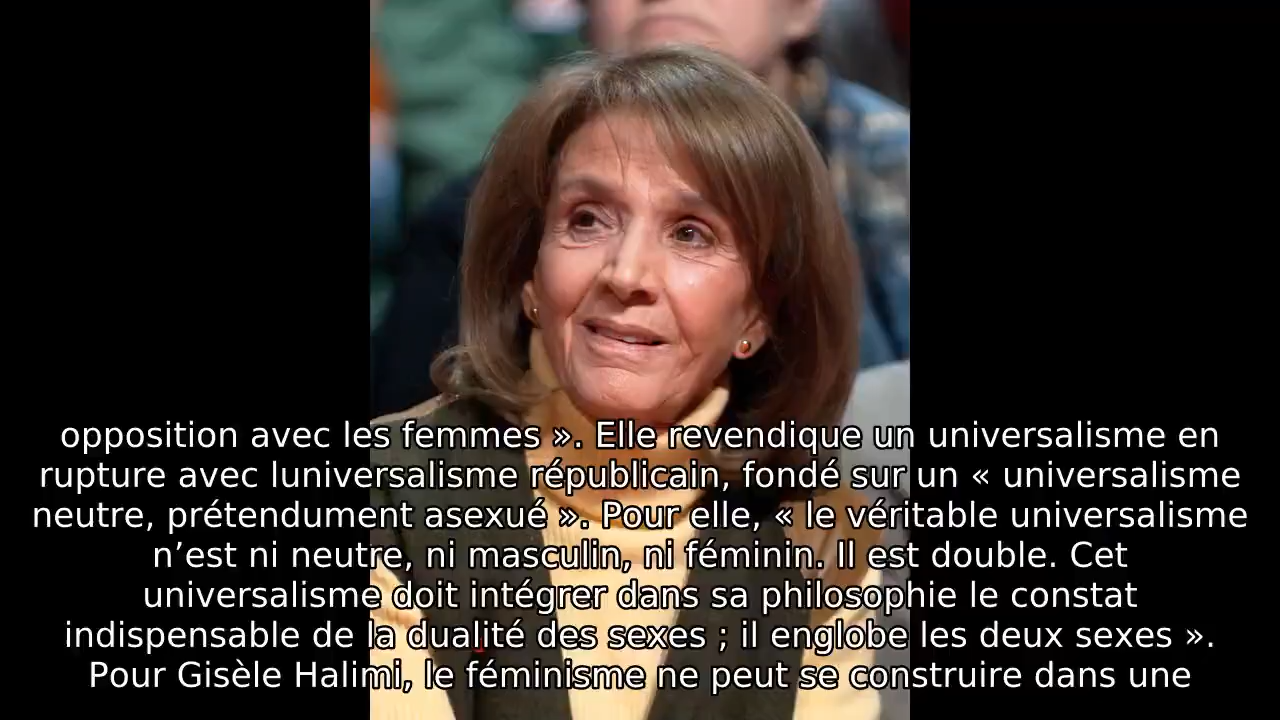 opposition avec les femmes ». Elle revendique un universalisme en
rupture avec luniversalisme républicain, fondé sur un « universalisme
neutre, prétendument asexué ». Pour elle, « le véritable universalisme
n’est ni neutre, ni masculin, ni féminin. Il est double. Cet
universalisme doit intégrer dans sa philosophie le constat
indispensable de la dualité des sexes ; il englobe les deux sexes ».
Pour Gisèle Halimi, le féminisme ne peut se construire dans une